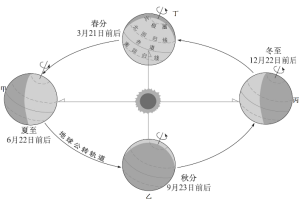 春分
3月21日前后
丁
冬至
12月22日前后
丙
甲
夏至
6月22日前后
地球公转轨道
秋分
9月23日前后
乙